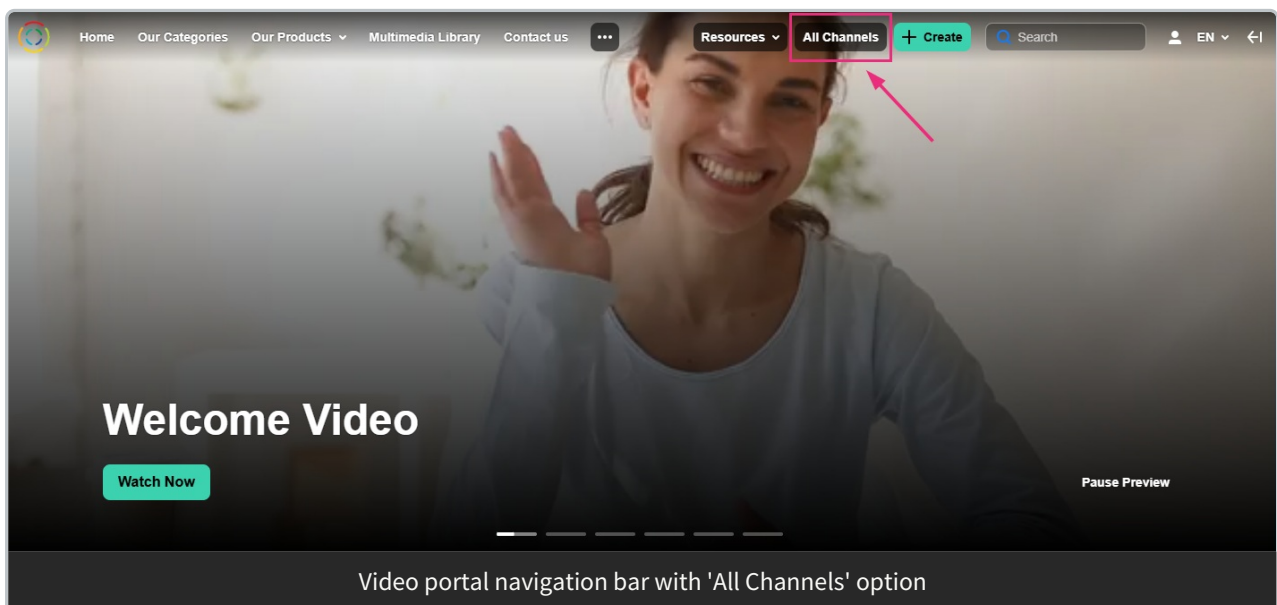 Home Our Categories Our Products Multimedia Library Contact us ••• Resources All Channels + Create Search EN
Welcome Video
Watch Now
Pause Preview
Video portal navigation bar with 'All Channels' option